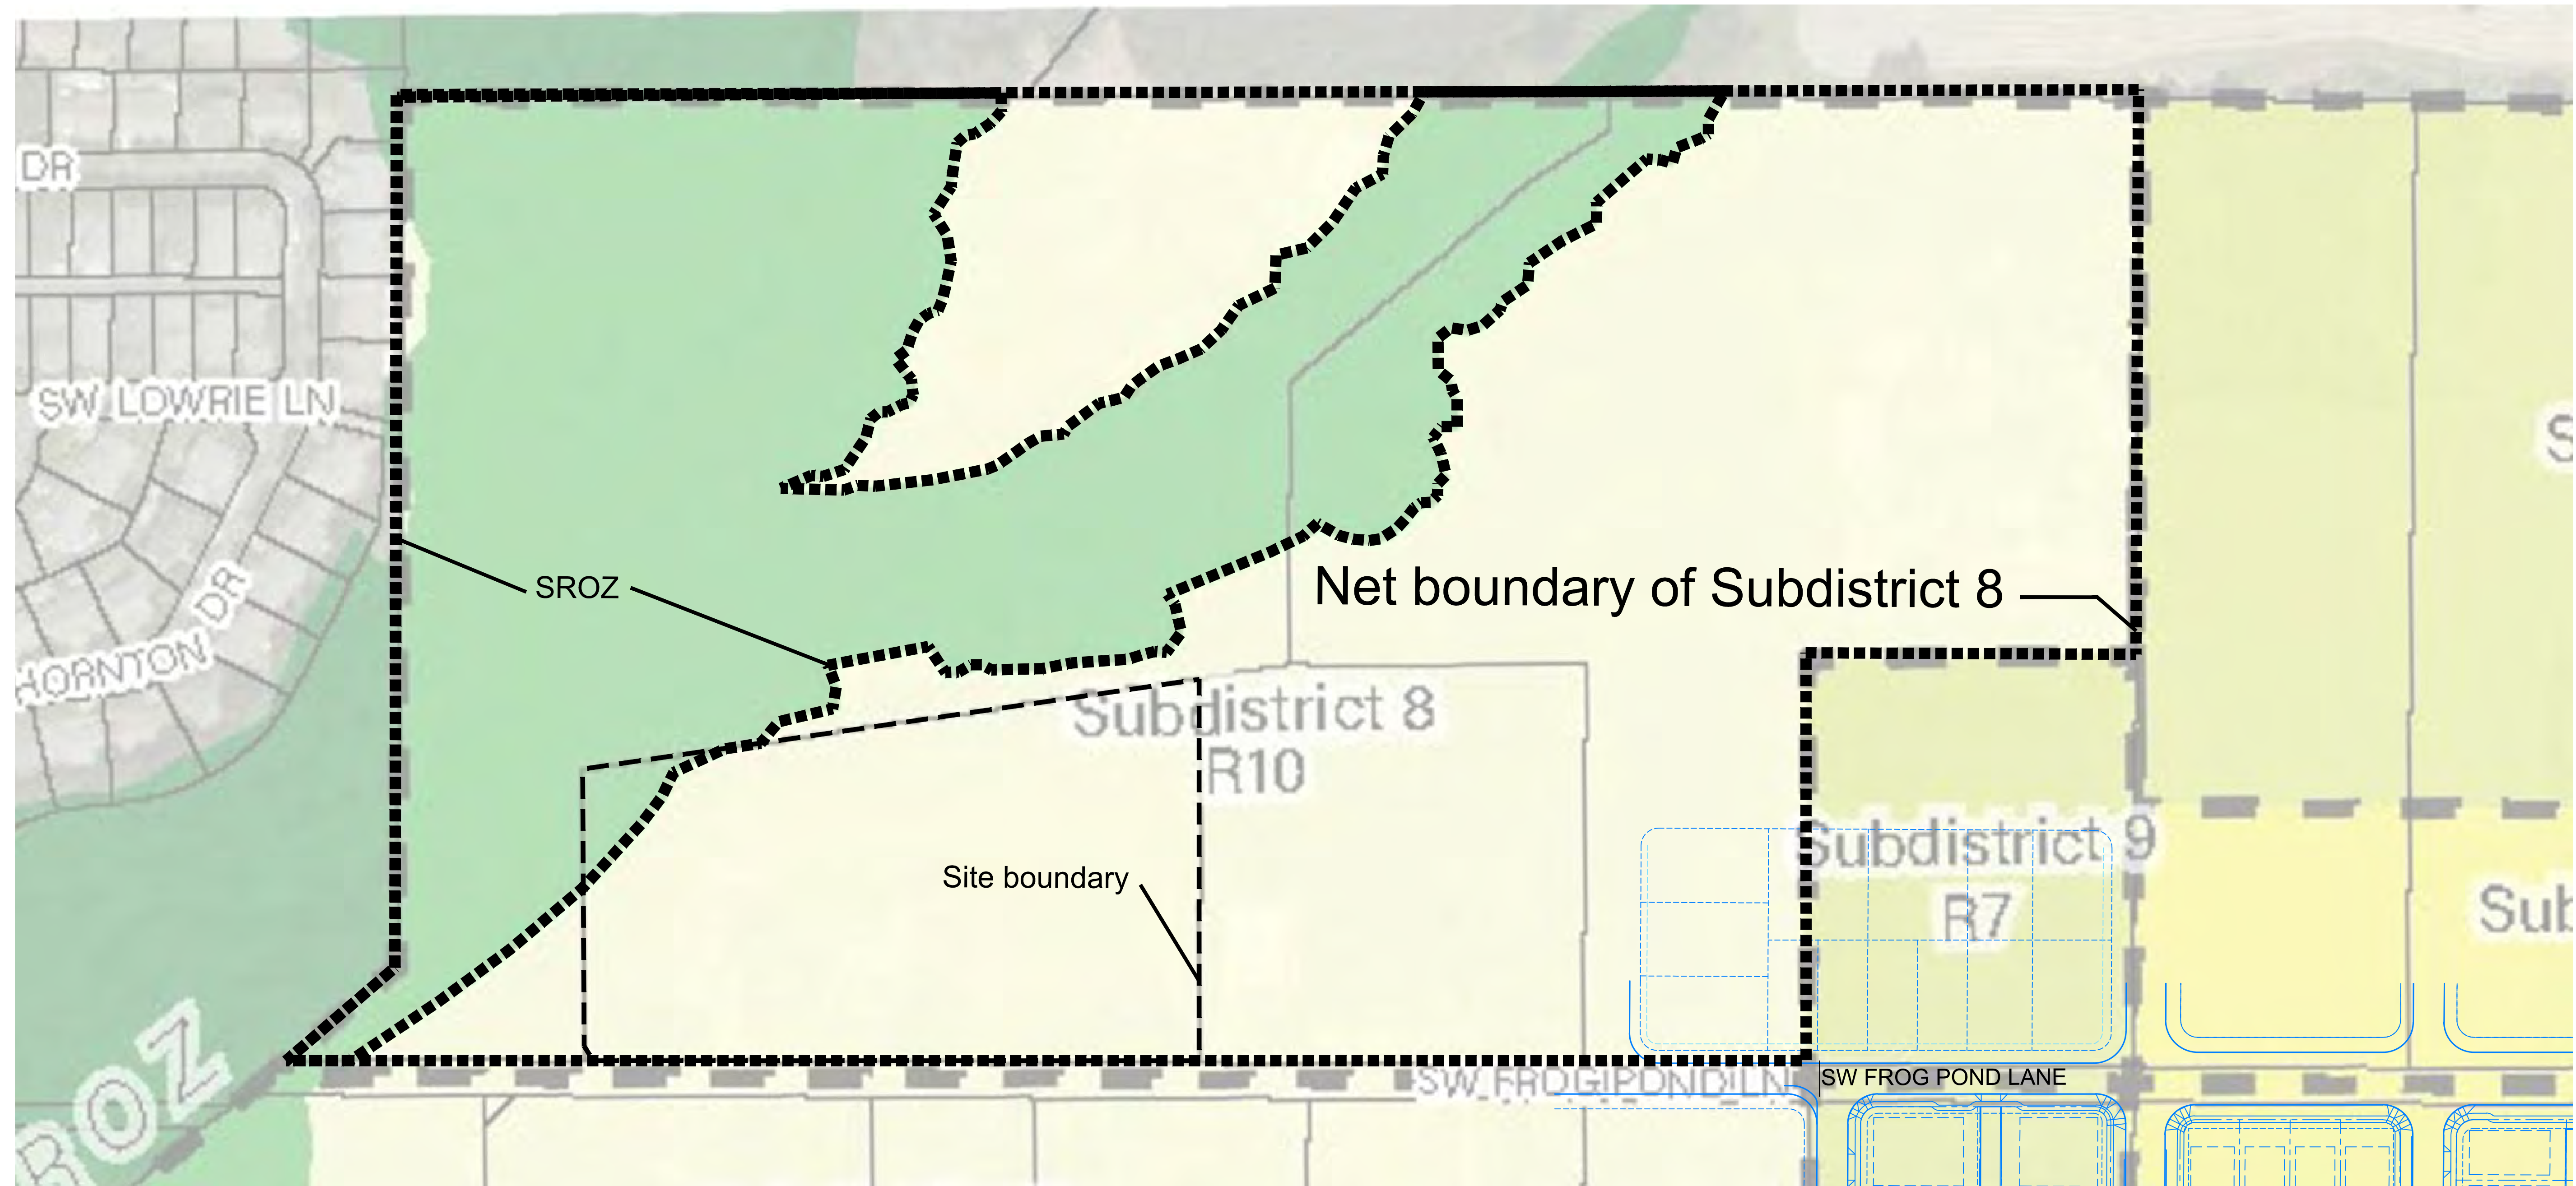 DR
SW LOWRIE LN
SROZ
Net boundary of Subdistrict 8
HORNTON DR
Subdistrict 8
R10
Site boundary
Subdistrict 9
R7
Sub
ROZ
SW FROG POND LN
SW FROG POND LANE
S